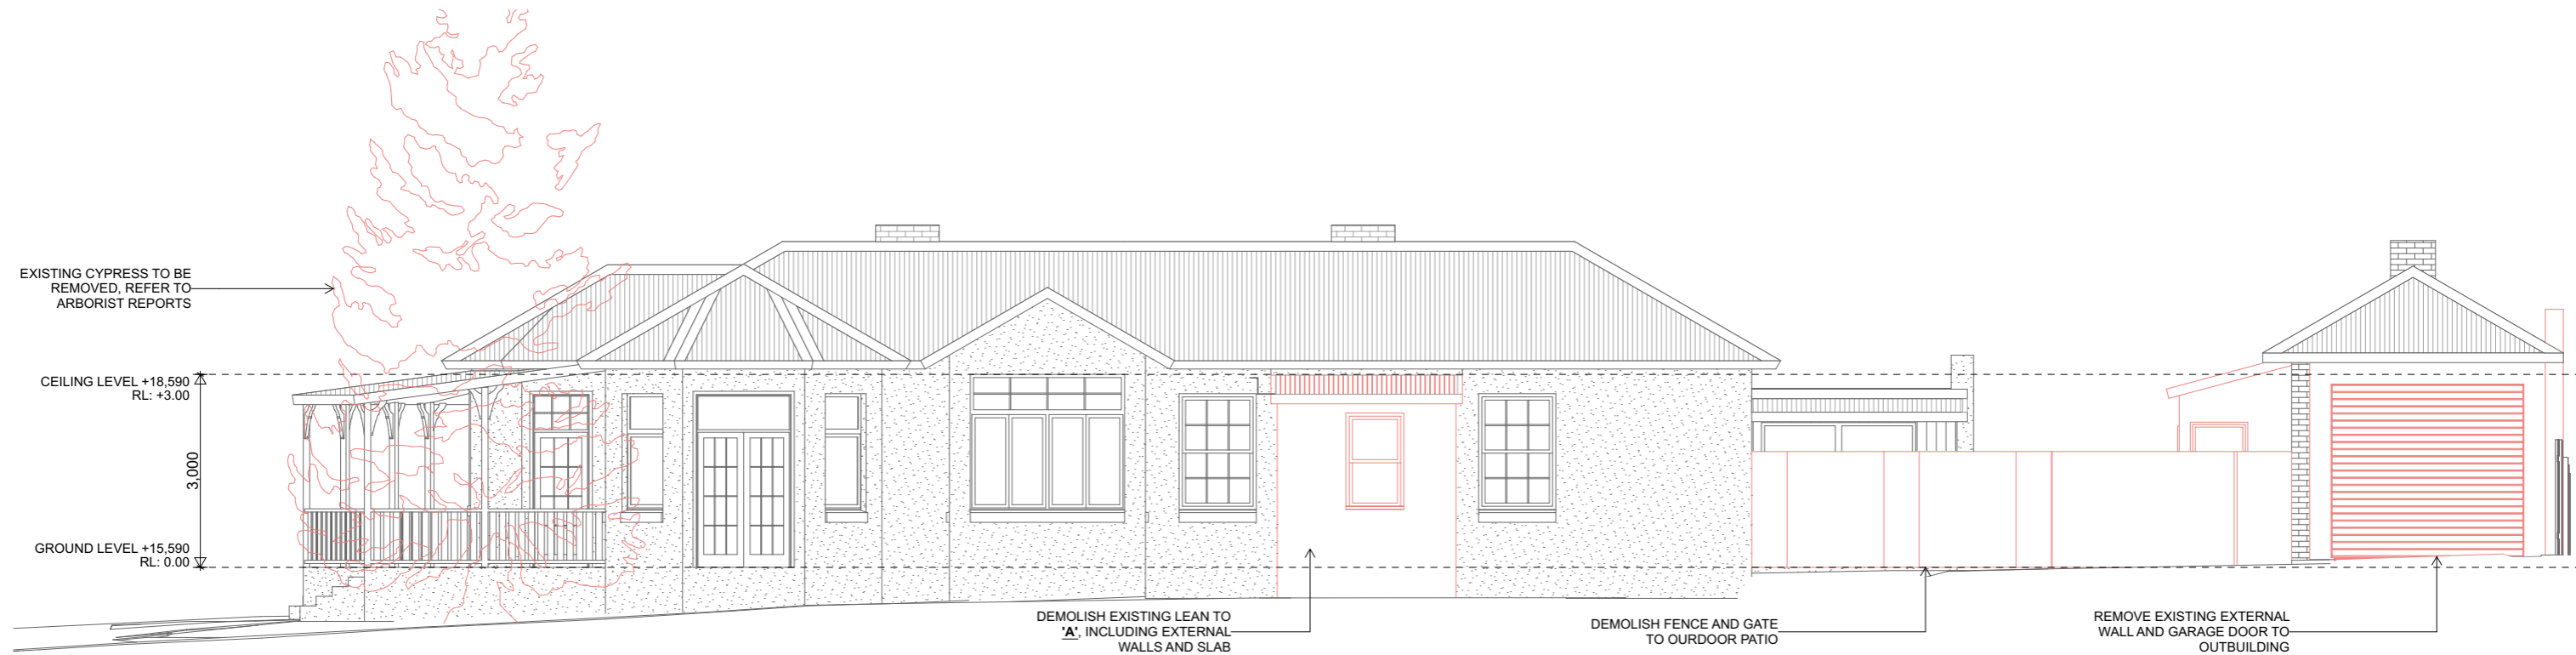 EXISTING CYPRESS TO BE
REMOVED, REFER TO
ARBORIST REPORTS
CEILING LEVEL +18,590
RL: +3.00
3,000
GROUND LEVEL +15,590
RL: 0.00
DEMOLISH EXISTING LEAN TO
'A', INCLUDING EXTERNAL
WALLS AND SLAB
DEMOLISH FENCE AND GATE
TO OURDOOR PATIO
REMOVE EXISTING EXTERNAL
WALL AND GARAGE DOOR TO
OUTBUILDING